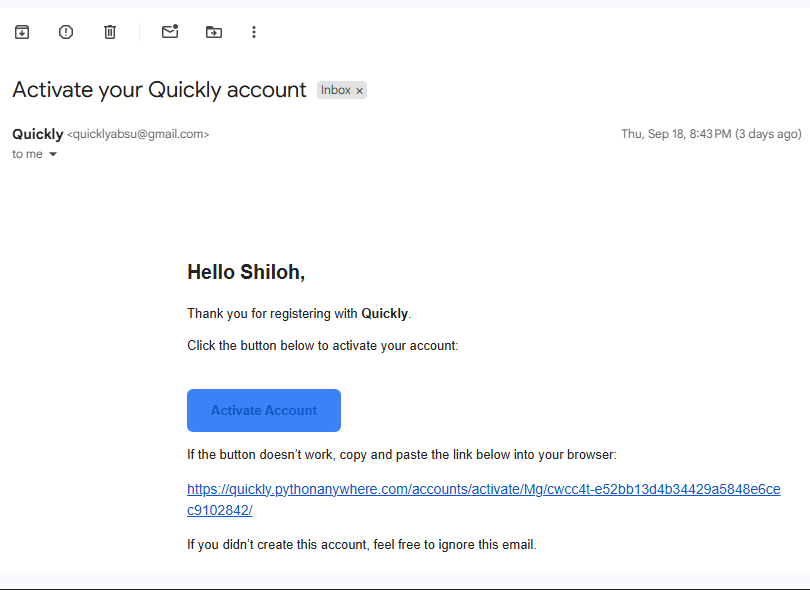 Activate your Quickly account Inbox ×
Quickly <quicklyabsu@gmail.com> Thu, Sep 18, 8:43 PM (3 days ago)
to me
Hello Shiloh,
Thank you for registering with Quickly.
Click the button below to activate your account:
Activate Account
If the button doesn't work, copy and paste the link below into your browser:
https://quickly.pythonanywhere.com/accounts/activate/Mg/cwcc4t-e52bb13d4b34429a5848e6ce
c9102842/
If you didn't create this account, feel free to ignore this email.